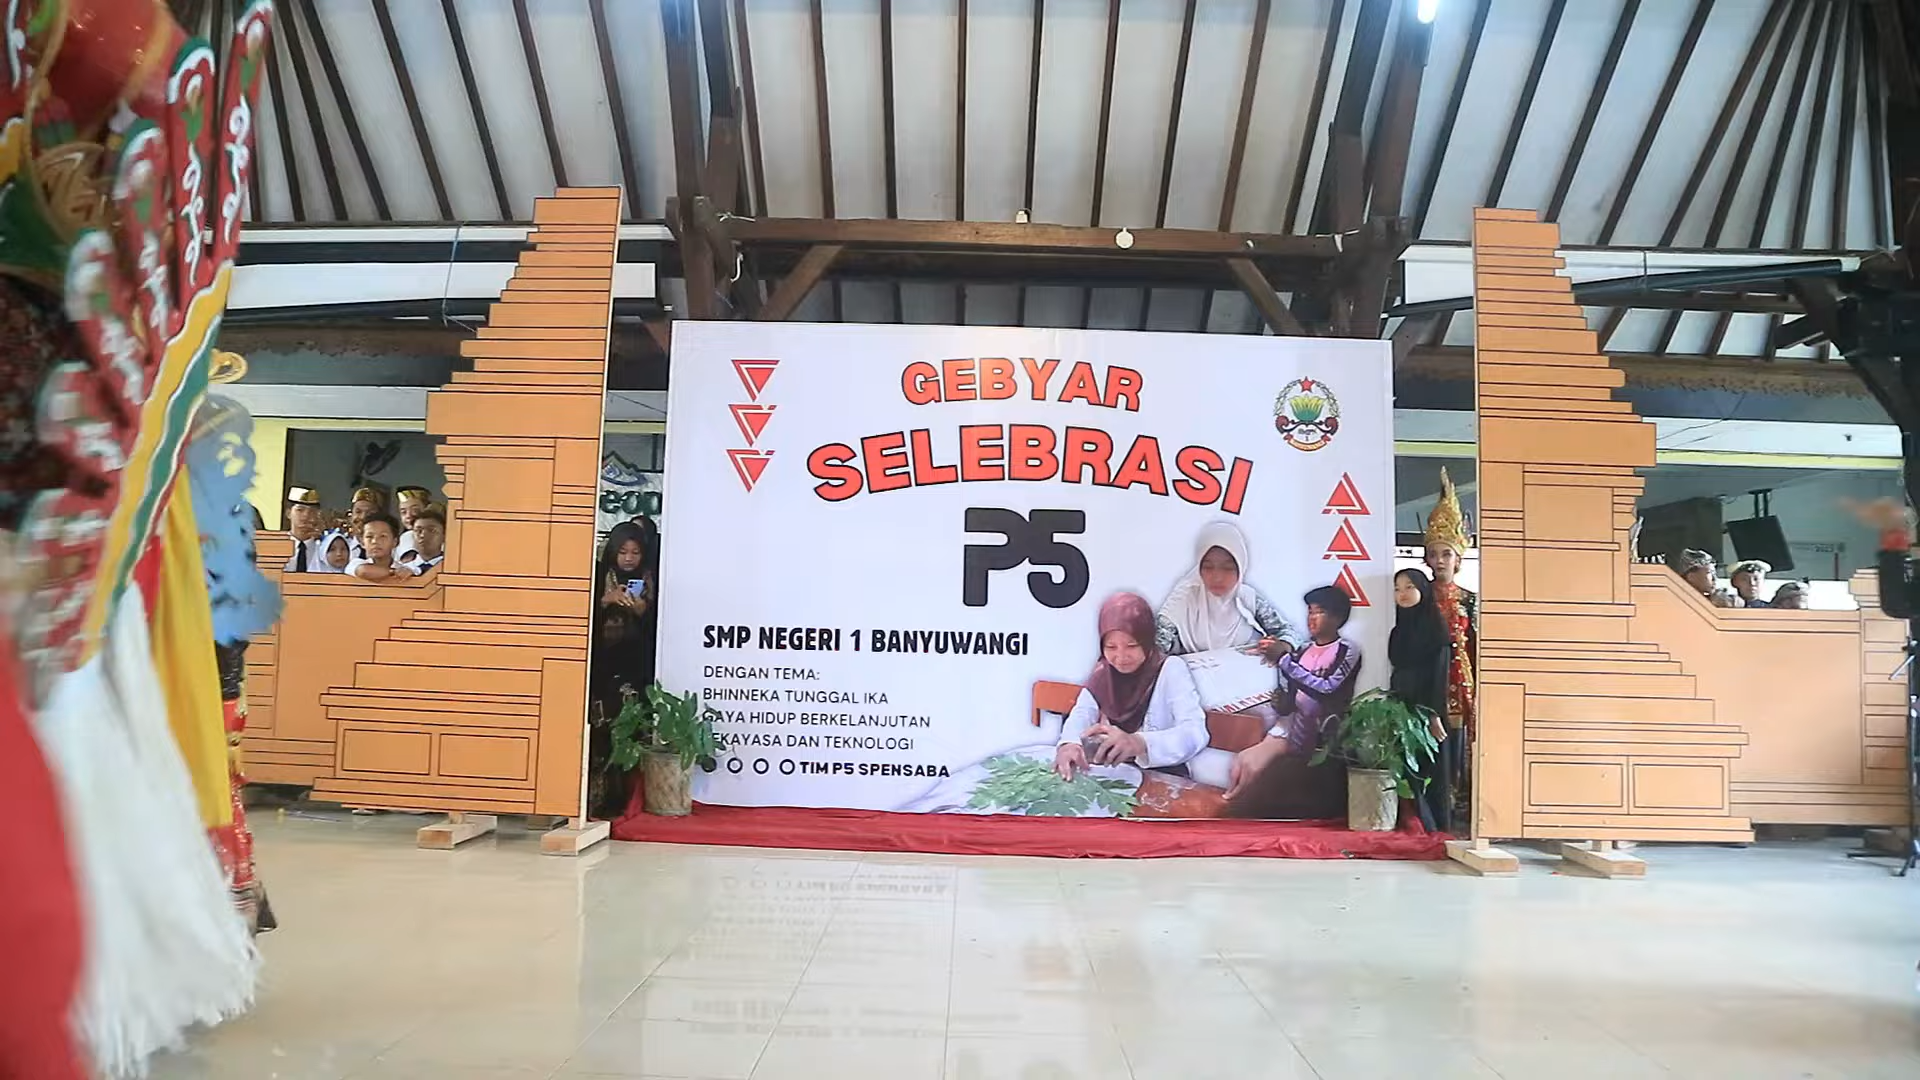 GEBYAR
SELEBRASI
P5
SMP NEGERI 1 BANYUWANGI
DENGAN TEMA:
BHINNEKA TUNGGAL IKA
GAYA HIDUP BERKELANJUTAN
EKAYASA DAN TEKNOLOGI
TIM P5 SPENSABA